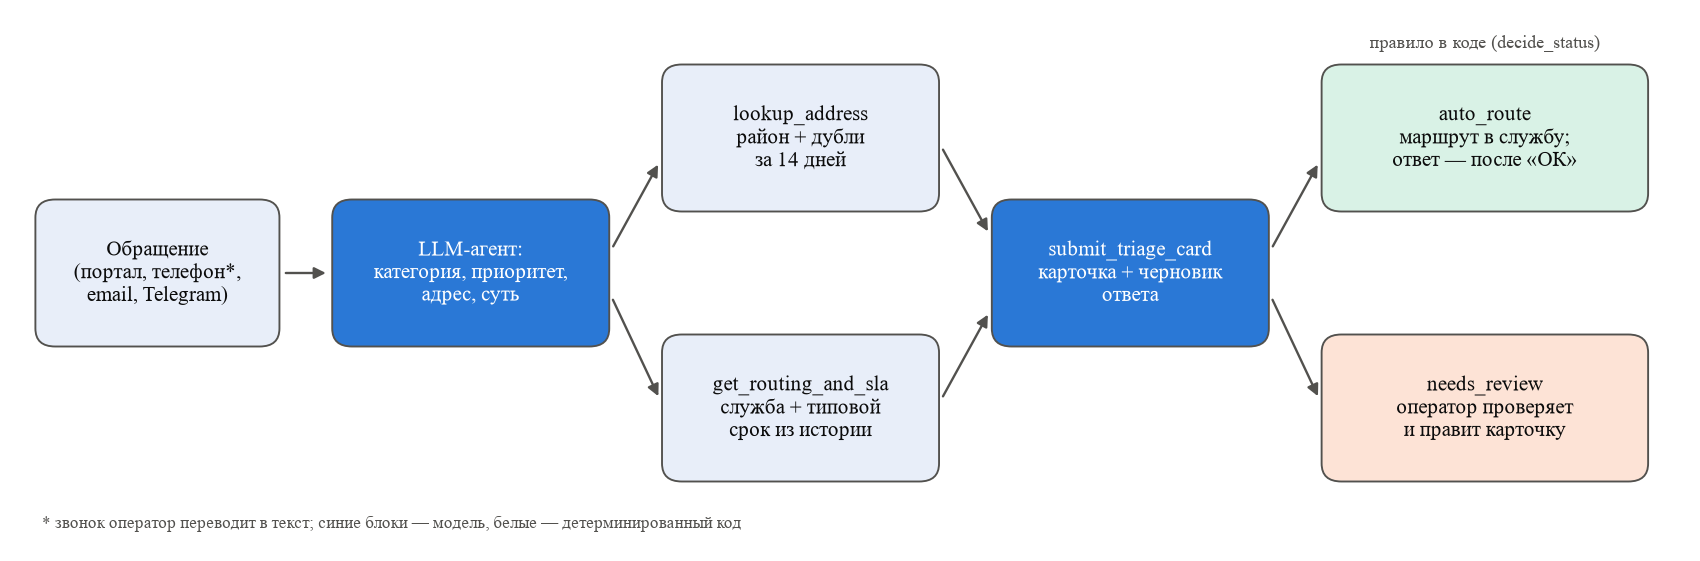 правило в коде (decide_status)
Обращение
(портал, телефон*,
email, Telegram)
LLM-агент:
категория, приоритет,
адрес, суть
lookup_address
район + дубли
за 14 дней
get_routing_and_sla
служба + типовой
срок из истории
submit_triage_card
карточка + черновик
ответа
auto_route
маршрут в службу;
ответ — после «ОК»
needs_review
оператор проверяет
и правит карточку
* звонок оператор переводит в текст; синие блоки — модель, белые — детерминированный код